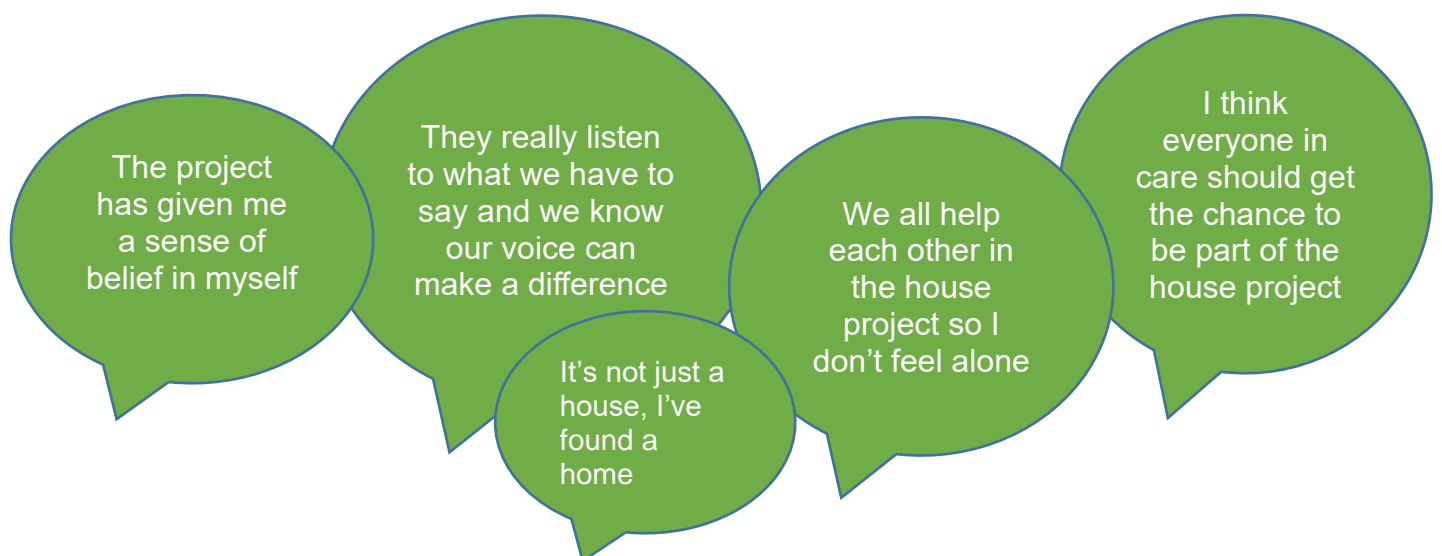 The project
has given me
a sense of
belief in myself
They really listen
to what we have to
say and we know
our voice can
make a difference
It’s not just a
house, I’ve
found a
home
We all help
each other in
the house
project so I
don’t feel alone
I think
everyone in
care should get
the chance to
be part of the
house project